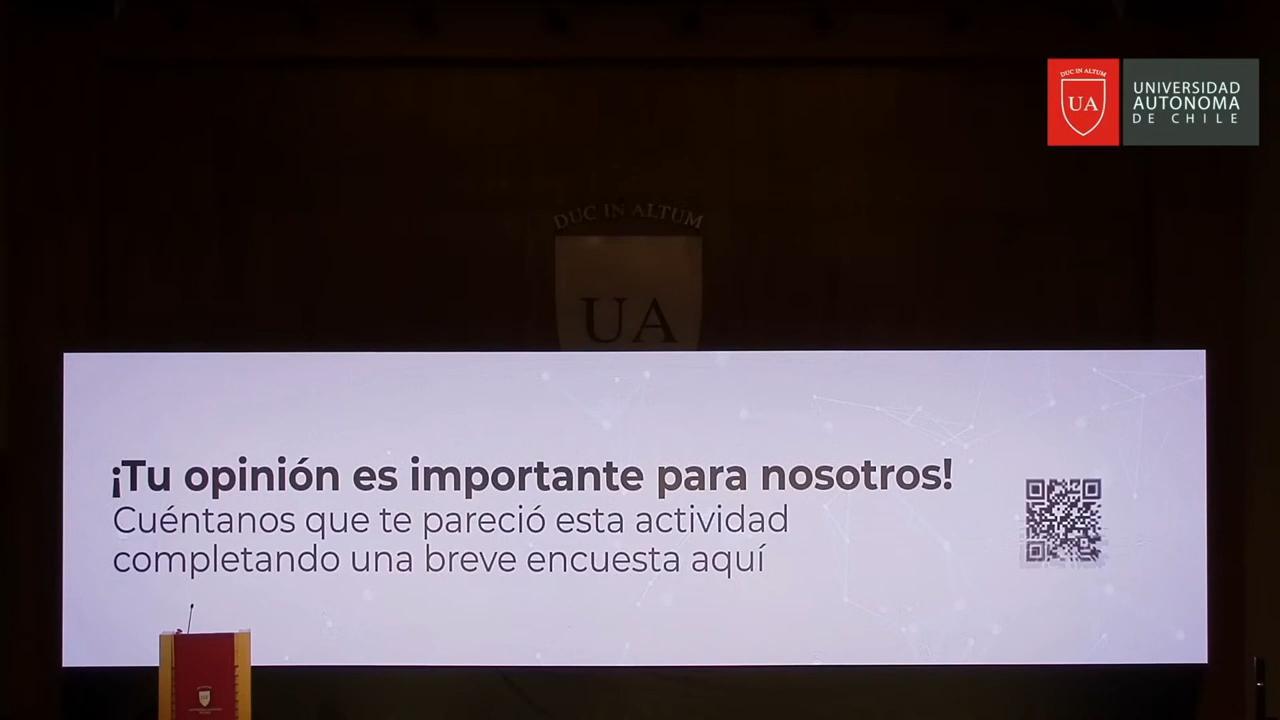 DUC IN ALTUM
UA
UNIVERSIDAD
AUTONOMA
DE CHILE
DUC IN ALTUM
UA
¡Tu opinión es importante para nosotros!
Cuéntanos que te pareció esta actividad
completando una breve encuesta aquí
UA